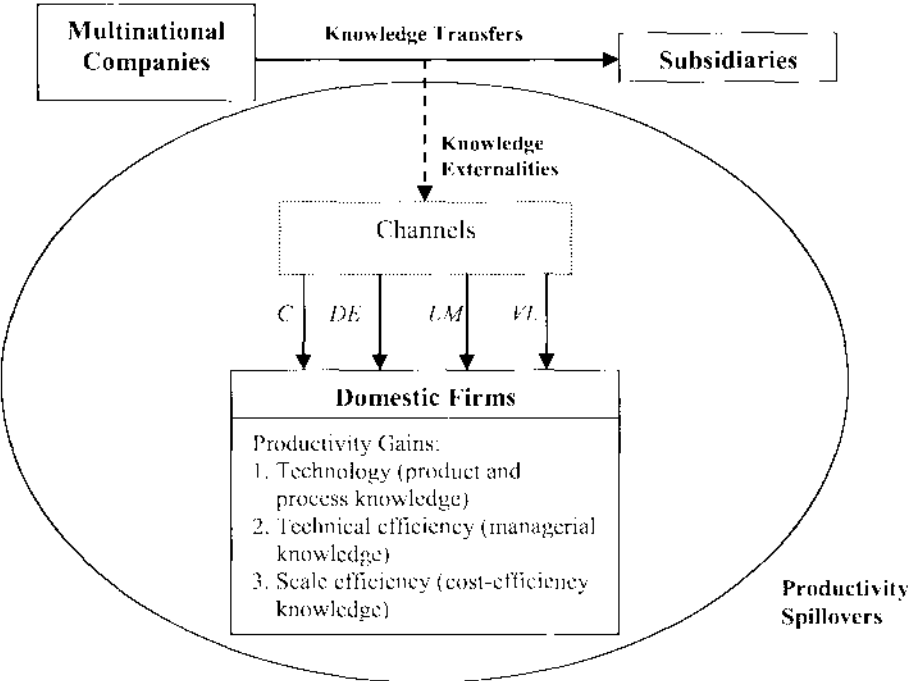 Multinational
Companies
Knowledge Transfers
Subsidiaries
Knowledge
Externalities
Channels
C
DE
LM
VL
Domestic Firms
Productivity Gains:
1. Technology (product and
process knowledge)
2. Technical efficiency (managerial
knowledge)
3. Scale efficiency (cost-efficiency
knowledge)
Productivity
Spillovers